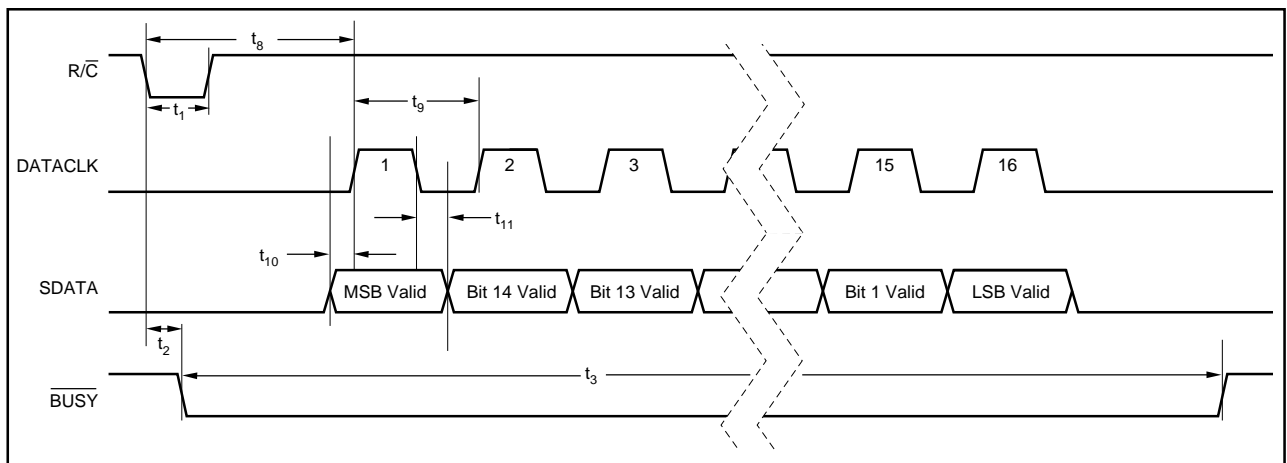 t8
R/C̅
t1
t9
DATACLK
1
2
3
15
16
t11
t10
SDATA
MSB Valid
Bit 14 Valid
Bit 13 Valid
Bit 1 Valid
LSB Valid
t2
t3
B̅U̅S̅Y̅